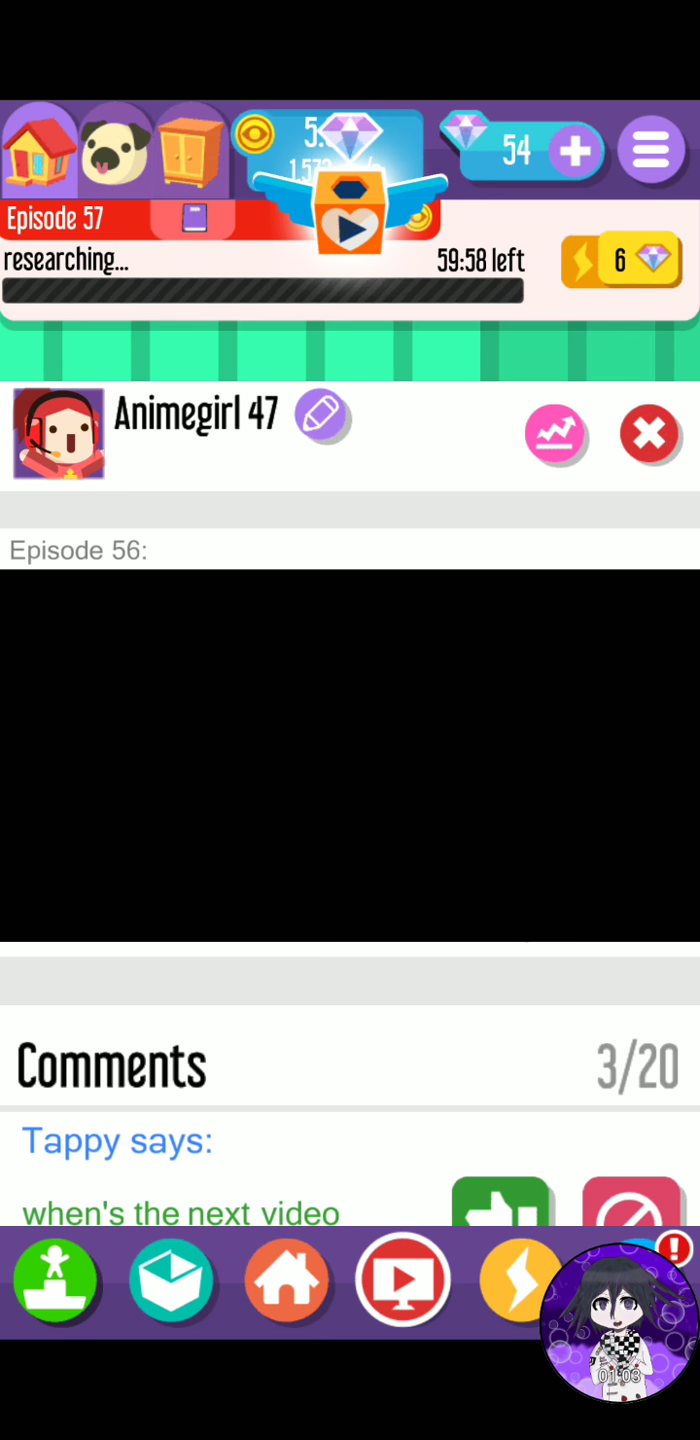 54
Episode 57
researching...
59:58 left
6
Animegirl 47
Episode 56:
Comments
3/20
Tappy says:
when's the next video
01:03